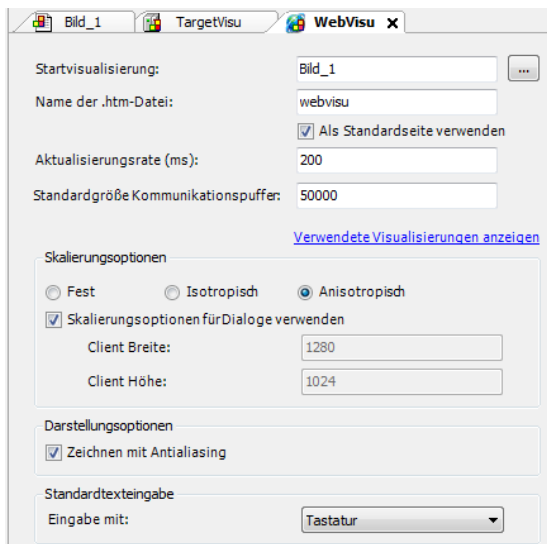 Bild_1 TargetVisu WebVisu x
Startvisualisierung: Bild_1 ...
Name der .htm-Datei: webvisu
Als Standardseite verwenden
Aktualisierungsrate (ms): 200
Standardgröße Kommunikationspuffer: 50000
Verwendete Visualisierungen anzeigen
Skalierungsoptionen
Fest Isotropisch Anisotropisch
Skalierungsoptionen für Dialoge verwenden
Client Breite: 1280
Client Höhe: 1024
Darstellungsoptionen
Zeichnen mit Antialiasing
Standardtexteingabe
Eingabe mit: Tastatur